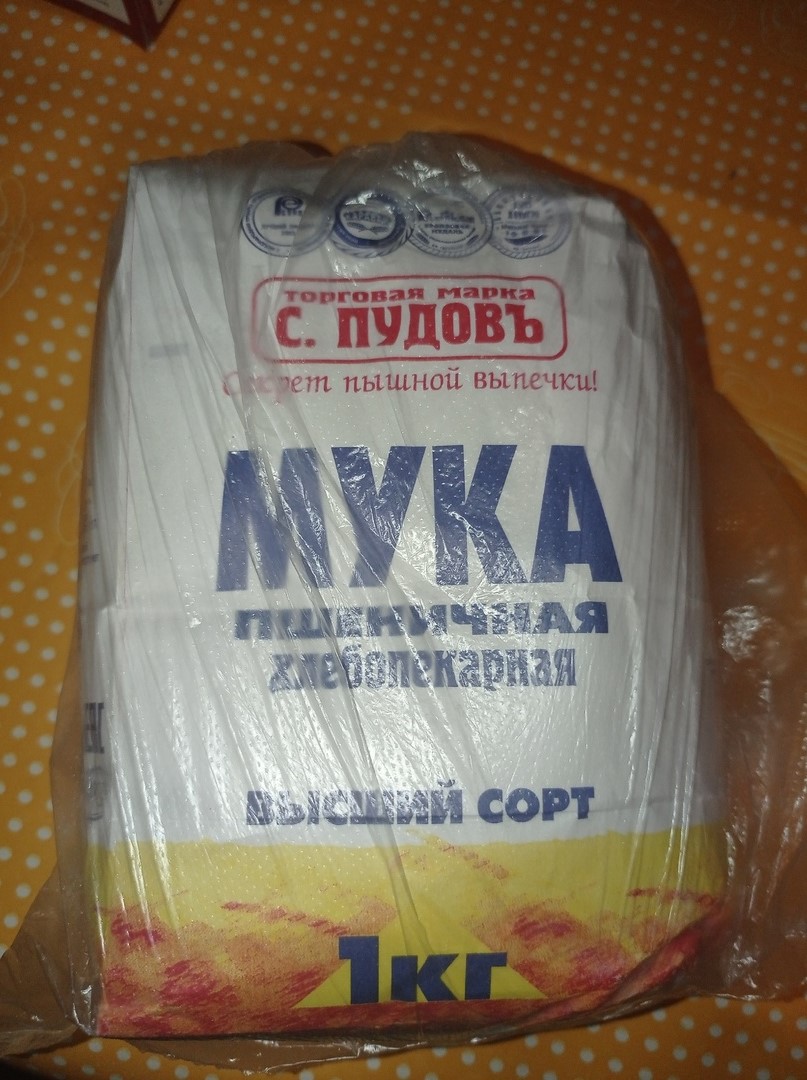 торговая марка
С. ПУДОВЪ
Секрет пышной выпечки!
МУКА
ПШЕНИЧНАЯ
хлебопекарная
ВЫСШИЙ СОРТ
1кг